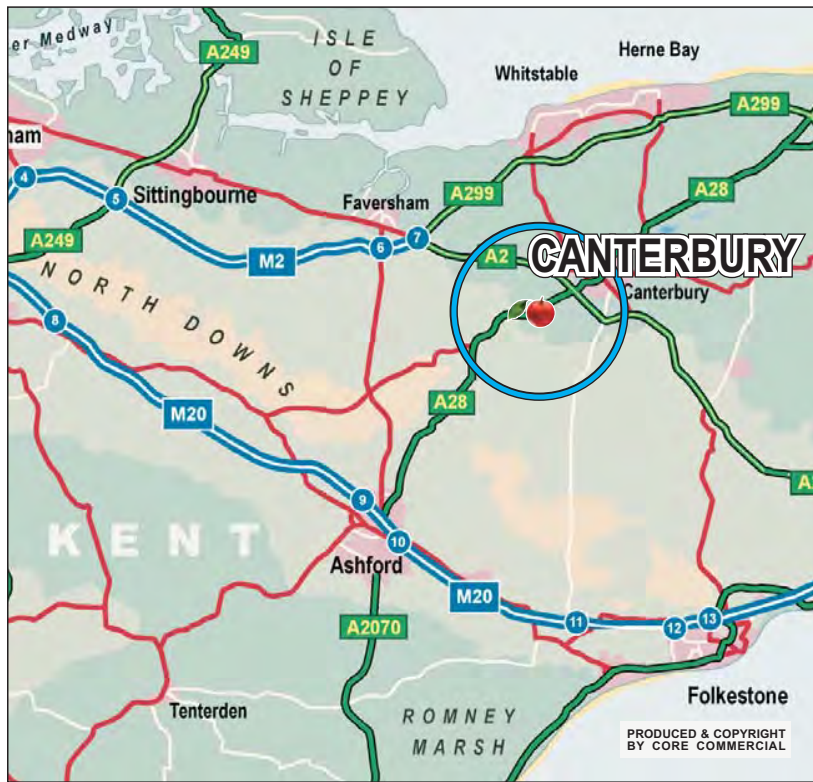 er Medway
A249
ISLE
OF
SHEPPEY
Herne Bay
Whitstable
A299
ham
4
5
Sittingbourne
Faversham
A299
A28
A249
M2
6
7
A2
CANTERBURY
Canterbury
NORTH DOWNS
8
M20
A28
KENT
9
10
Ashford
M20
A2070
11
12
13
Tenterden
ROMNEY
MARSH
Folkestone
PRODUCED & COPYRIGHT
BY CORE COMMERCIAL